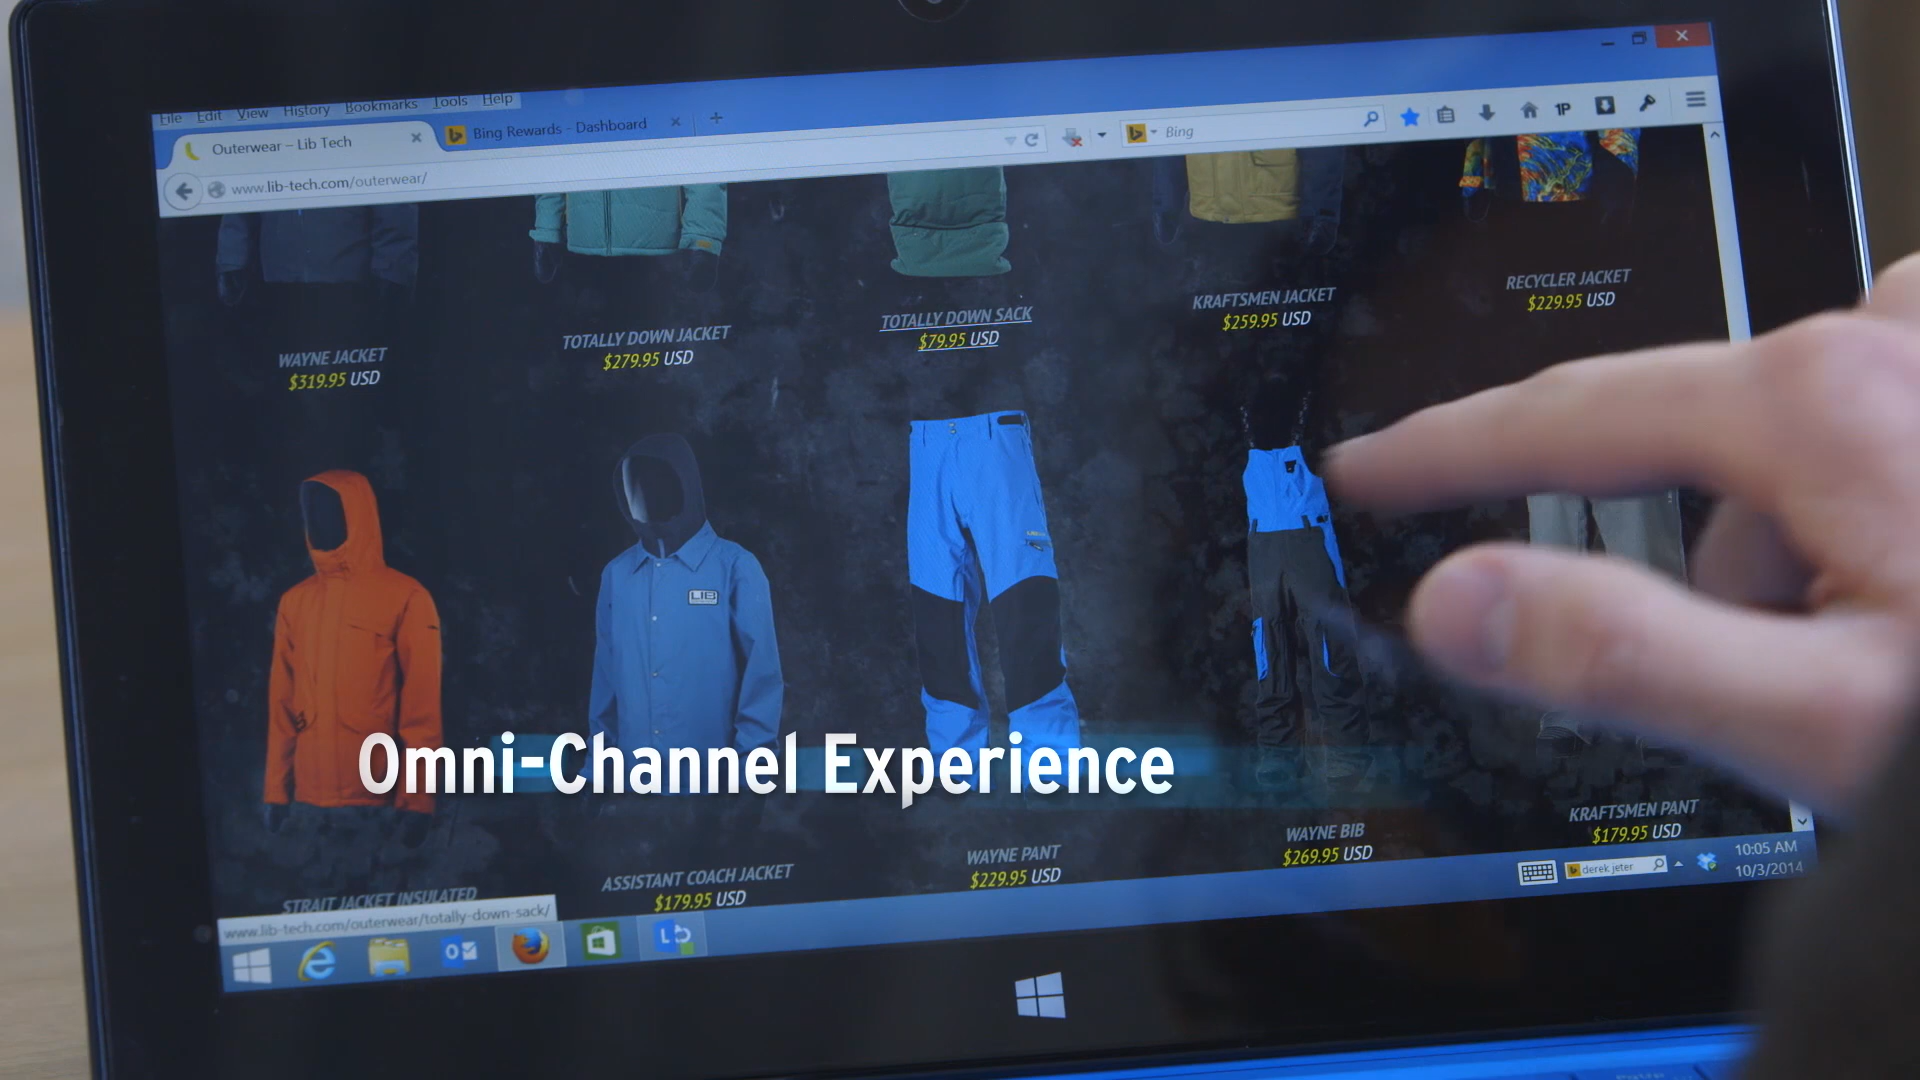 File Edit View History Bookmarks Tools Help
Outerwear – Lib Tech
Bing Rewards - Dashboard
www.lib-tech.com/outerwear/
Bing
1P
WAYNE JACKET
$319.95 USD
TOTALLY DOWN JACKET
$279.95 USD
TOTALLY DOWN SACK
$79.95 USD
KRAFTSMEN JACKET
$259.95 USD
RECYCLER JACKET
$229.95 USD
LIB
Omni-Channel Experience
STRAIT JACKET INSULATED
ASSISTANT COACH JACKET
$179.95 USD
WAYNE PANT
$229.95 USD
WAYNE BIB
$269.95 USD
KRAFTSMEN PANT
$179.95 USD
www.lib-tech.com/outerwear/totally-down-sack/
derek jeter
10:05 AM
10/3/2014